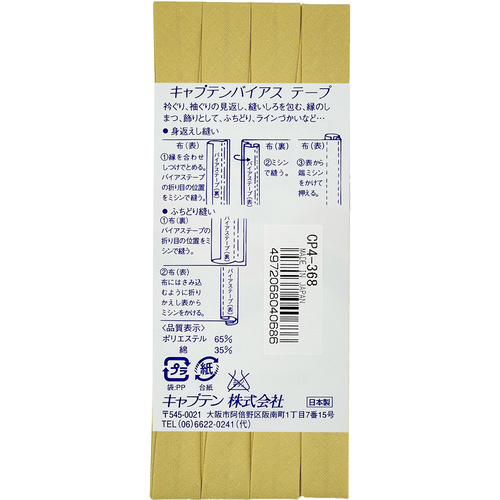 キャプテンバイアス テープ
衿ぐり、袖ぐりの見返し、縫いしろを包む、縁のし
まつ、飾りとして、ふちどり、ラインづかいなど…
● 身返えし縫い
布（表）
①縁を合わせ
しつけでとめる。
バイアステープ
の折り目の位置
をミシンで縫う。
バイアステープ（裏）
布（裏）
②ミシン
で縫う。
布（表）
③表から
端ミシン
をかけて
押える。
● ふちどり縫い
①布（裏）
バイアステープの
折り目の位置をミ
シンで縫う。
バイアステープ（裏）
②布（表）
布にはさみ込
むように折り
かえし表から
ミシンをかける。
バイアステープ（表）
CP4-368
MADE IN JAPAN
4972068040686
〈品質表示〉
ポリエステル 65％
綿 35％
プラ
袋:PP
紙
台紙
キャプテン 株式会社
日本製
〒545-0021 大阪市阿倍野区阪南町1丁目7番15号
TEL (06)6622-0241（代）